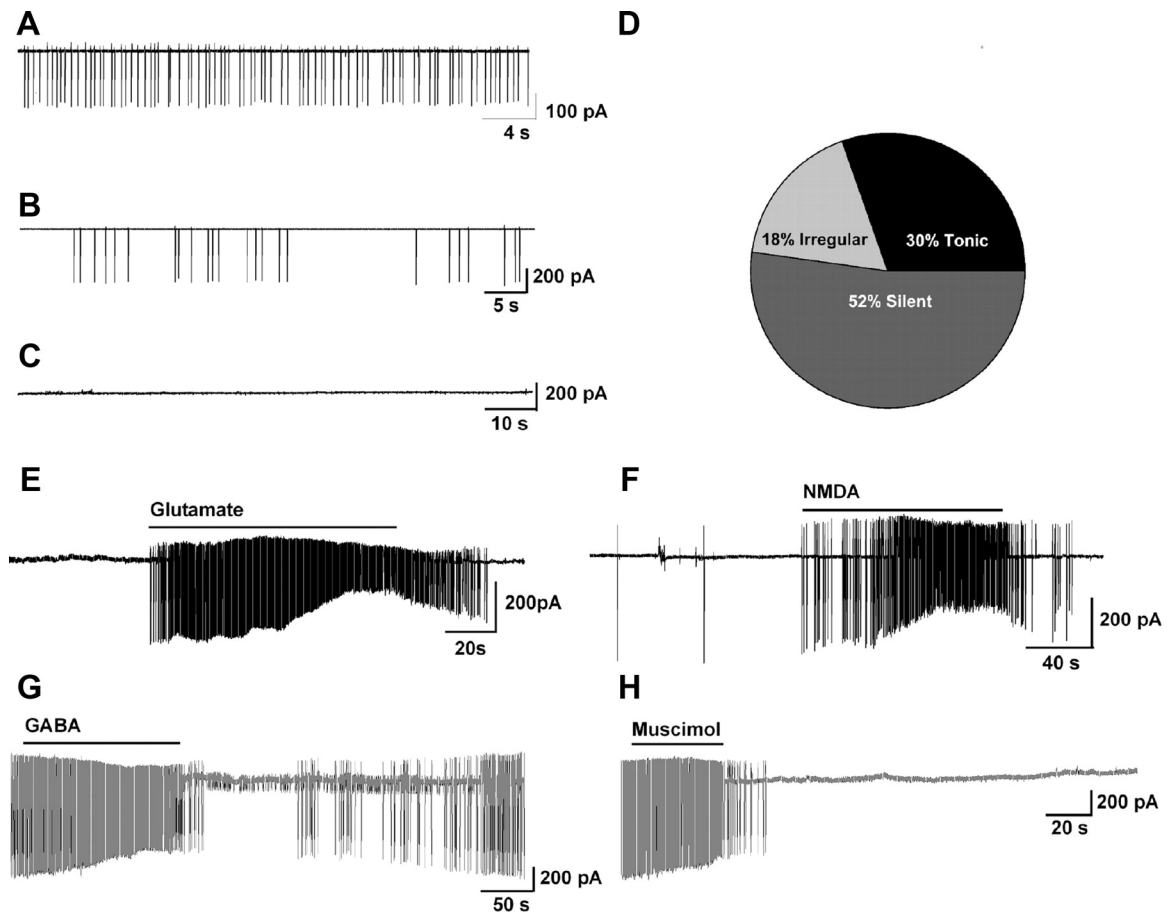 A
100 pA
4 s
B
200 pA
5 s
C
200 pA
10 s
D
18% Irregular
30% Tonic
52% Silent
E
Glutamate
200pA
20s
F
NMDA
200 pA
40 s
G
GABA
200 pA
50 s
H
Muscimol
200 pA
20 s